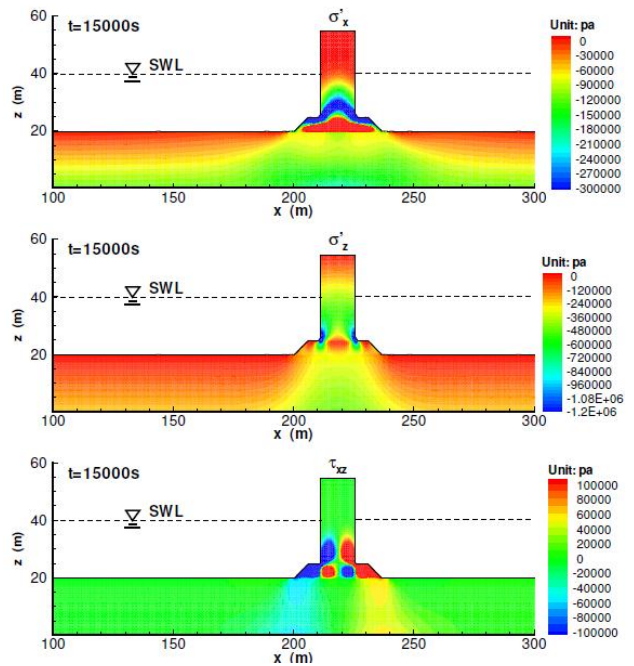 t=15000s
σ'x
Unit: pa
SWL
z (m)
60
40
20
0
-30000
-60000
-90000
-120000
-150000
-180000
-210000
-240000
-270000
-300000
100 150 200 250 300
x (m)
t=15000s
σ'z
Unit: pa
SWL
z (m)
60
40
20
0
0
-120000
-240000
-360000
-480000
-600000
-720000
-840000
-960000
-1.08E+06
-1.2E+06
100 150 200 250 300
x (m)
t=15000s
τxz
Unit: pa
SWL
z (m)
60
40
20
0
100000
80000
60000
40000
20000
0
-20000
-40000
-60000
-80000
-100000
100 150 200 250 300
x (m)